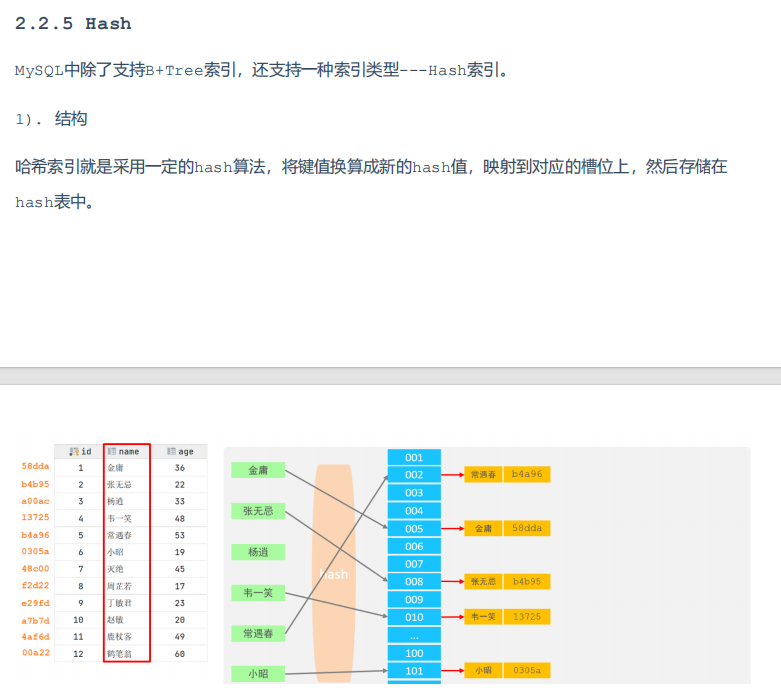 2.2.5 Hash
MySQL中除了支持B+Tree索引，还支持一种索引类型---Hash索引。
1). 结构
哈希索引就是采用一定的hash算法，将键值换算成新的hash值，映射到对应的槽位上，然后存储在
hash表中。
id name age
58dda 1 金庸 36
b4b95 2 张无忌 22
a00ac 3 杨逍 33
13725 4 韦一笑 48
b4a96 5 常遇春 53
0305a 6 小昭 19
48c00 7 灭绝 45
f2d22 8 周芷若 17
e29fd 9 丁敏君 23
a7b7d 10 赵敏 20
4af6d 11 鹿杖客 49
00a22 12 鹤笔翁 60
金庸
张无忌
杨逍
韦一笑
常遇春
小昭
hash
001
002
003
004
005
006
007
008
009
010
...
100
101
常遇春 b4a96
金庸 58dda
张无忌 b4b95
韦一笑 13725
小昭 0305a